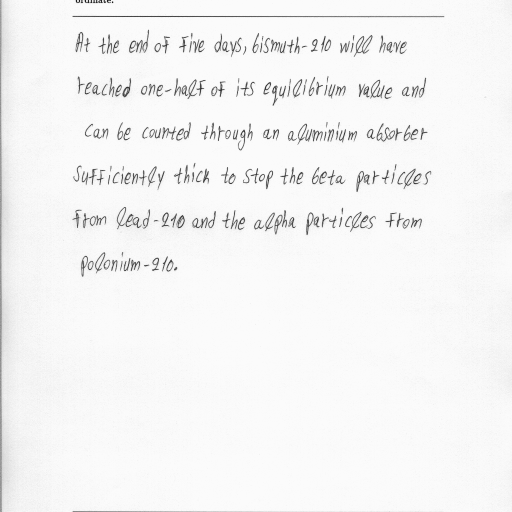 ordinate.
At the end of five days, bismuth-210 will have
reached one-half of its equilibrium value and
can be counted through an aluminium absorber
sufficiently thick to stop the beta particles
from lead-210 and the alpha particles from
polonium-210.